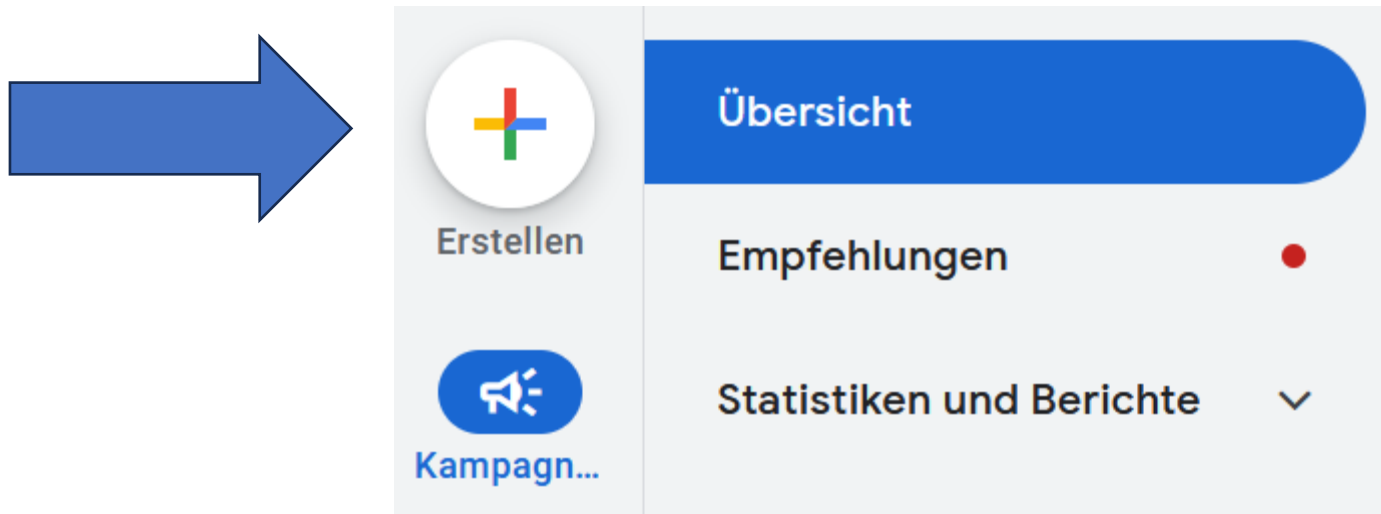 Erstellen
Kampagn...
Übersicht
Empfehlungen
Statistiken und Berichte